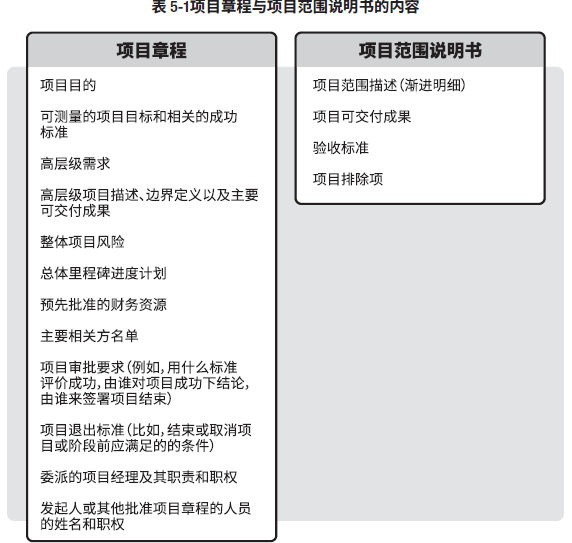 表 5-1项目章程与项目范围说明书的内容
项目章程
项目目的
可测量的项目目标和相关的成功
标准
高层级需求
高层级项目描述、边界定义以及主要
可交付成果
整体项目风险
总体里程碑进度计划
预先批准的财务资源
主要相关方名单
项目审批要求（例如，用什么标准
评价成功，由谁对项目成功下结论，
由谁来签署项目结束）
项目退出标准（比如，结束或取消项
目或阶段前应满足的的条件）
委派的项目经理及其职责和职权
发起人或其他批准项目章程的人员
的姓名和职权
项目范围说明书
项目范围描述（渐进明细）
项目可交付成果
验收标准
项目排除项